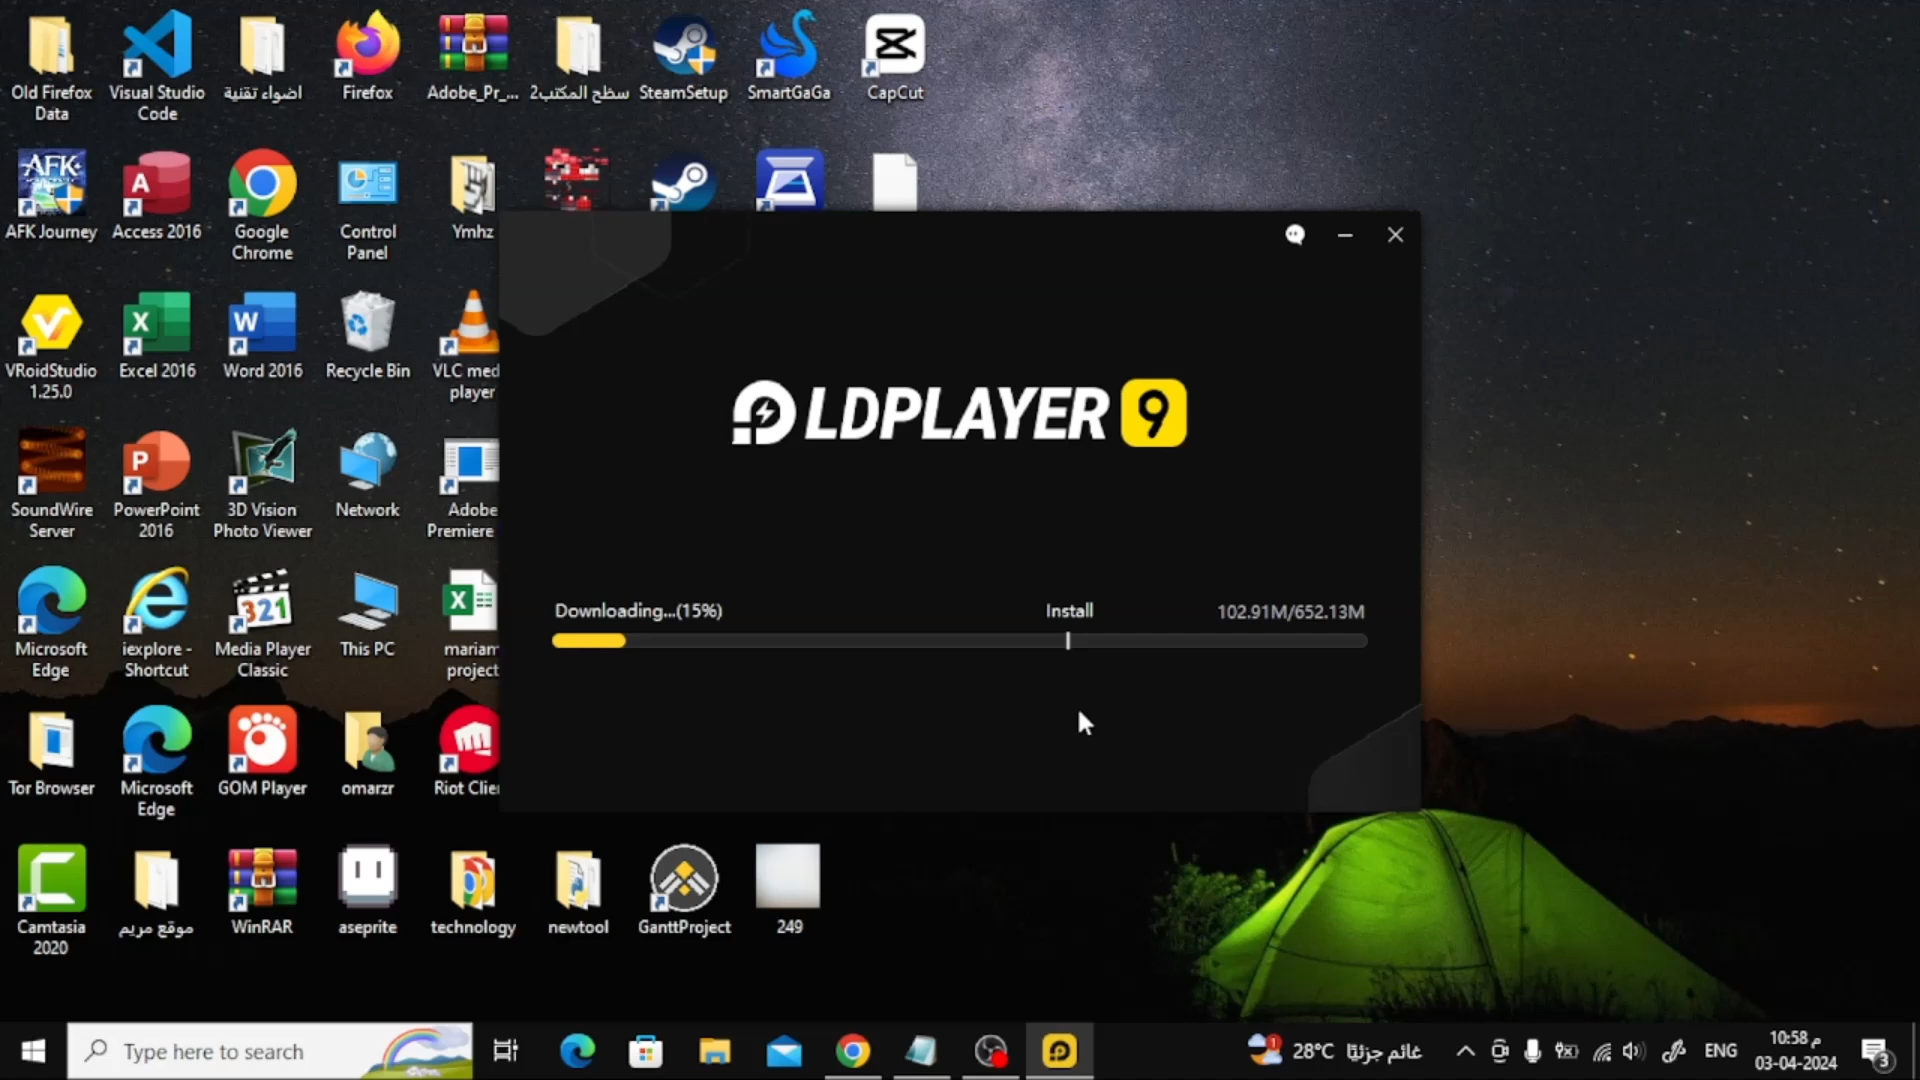 Old Firefox
Data
Visual Studio
Code
اضواء تقنية
Firefox
Adobe_Pr_...
سطح المكتب2
SteamSetup
SmartGaGa
CapCut
AFK
AFK Journey
A
Access 2016
Google
Chrome
Control
Panel
Ymhz
VRoidStudio
1.25.0
X
Excel 2016
W
Word 2016
Recycle Bin
VLC med
player
LDPLAYER 9
SoundWire
Server
P
PowerPoint
2016
3D Vision
Photo Viewer
Network
Adobe
Premiere
Downloading...(15%)
Install
102.91M/652.13M
Microsoft
Edge
iexplore -
Shortcut
321
Media Player
Classic
This PC
X
mariam
project
Tor Browser
Microsoft
Edge
GOM Player
omarzr
Riot Clie
Camtasia
2020
موقع مريم
WinRAR
aseprite
technology
newtool
GanttProject
249
Type here to search
1
28°C
غائم جزئيًا
ENG
10:58 م
03-04-2024
3